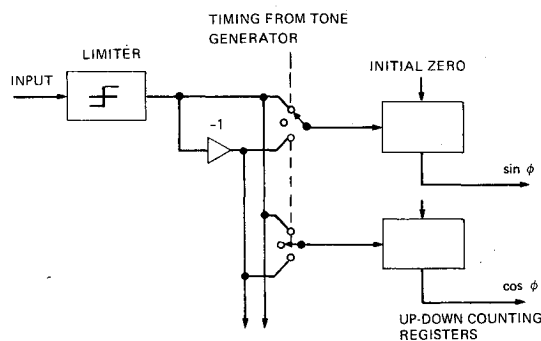 TIMING FROM TONE
GENERATOR
LIMITER
INPUT
INITIAL ZERO
-1
sin φ
cos φ
UP-DOWN COUNTING
REGISTERS